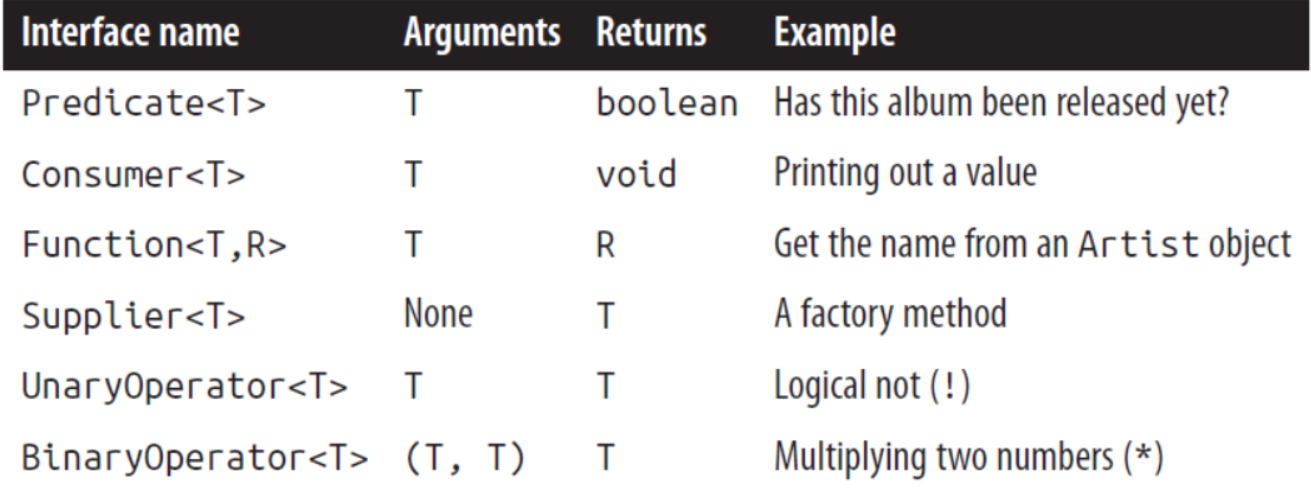 Interface name Arguments Returns Example
Predicate<T> T boolean Has this album been released yet?
Consumer<T> T void Printing out a value
Function<T,R> T R Get the name from an Artist object
Supplier<T> None T A factory method
UnaryOperator<T> T T Logical not (!)
BinaryOperator<T> (T, T) T Multiplying two numbers (*)